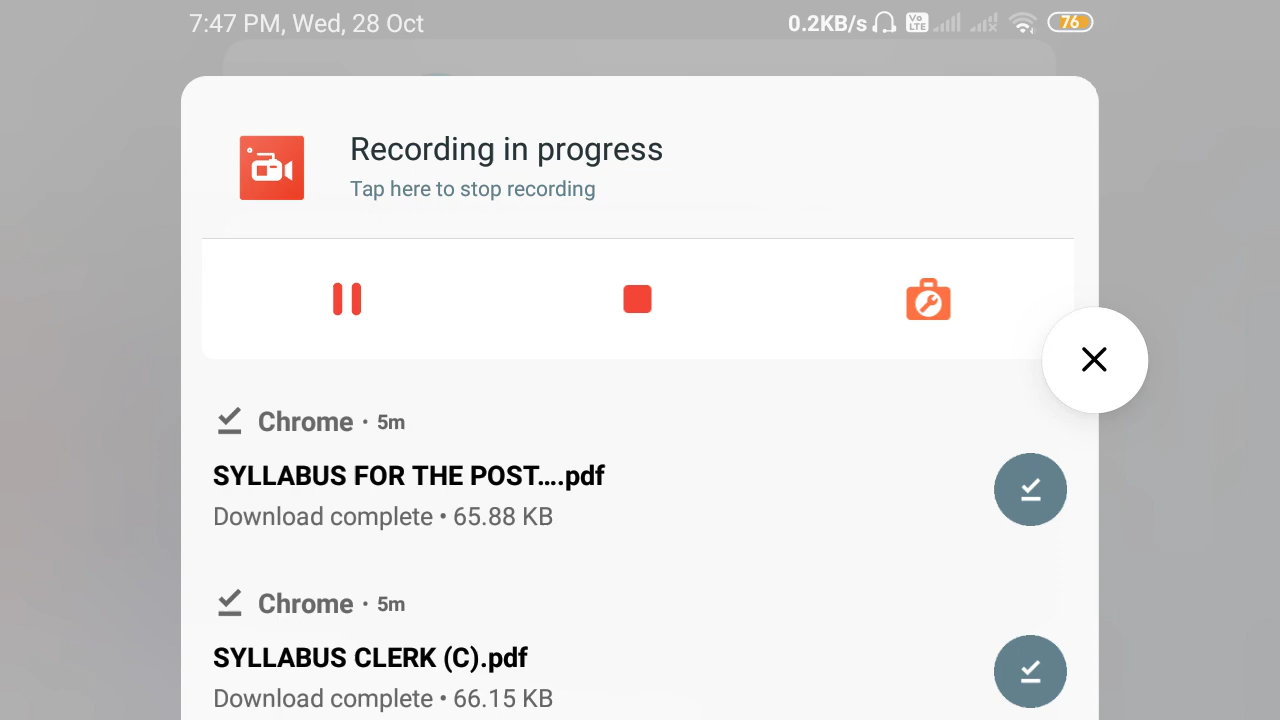 7:47 PM, Wed, 28 Oct 0.2KB/s Vo LTE 76
Recording in progress
Tap here to stop recording
Chrome · 5m
SYLLABUS FOR THE POST....pdf
Download complete • 65.88 KB
Chrome · 5m
SYLLABUS CLERK (C).pdf
Download complete • 66.15 KB